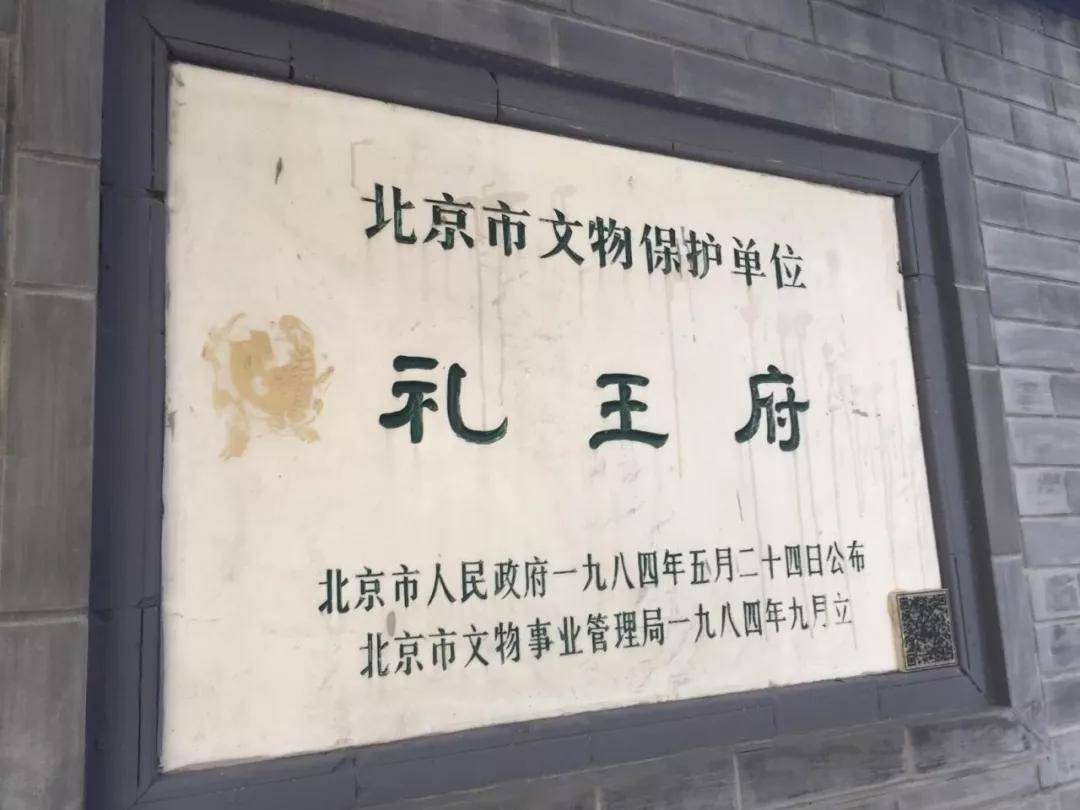 北京市文物保护单位
礼王府
北京市人民政府一九八四年五月二十四日公布
北京市文物事业管理局一九八四年九月立